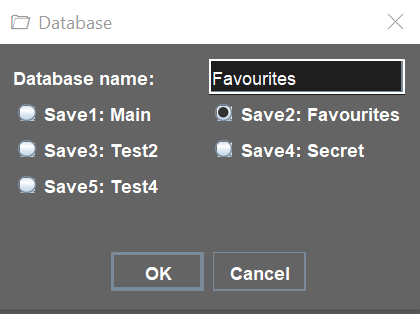 Database
Database name: Favourites
Save1: Main Save2: Favourites
Save3: Test2 Save4: Secret
Save5: Test4
OK Cancel